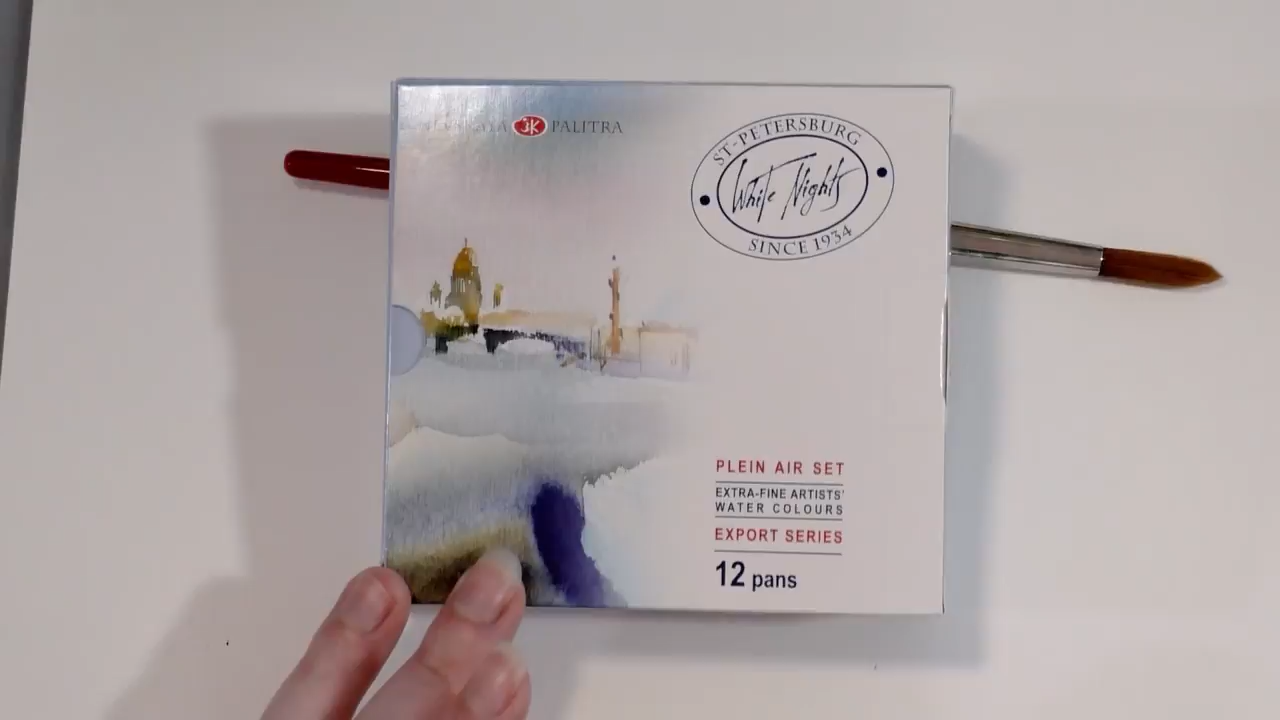 ЗК PALITRA
ST-PETERSBURG
White Nights
SINCE 1934
PLEIN AIR SET
EXTRA-FINE ARTISTS'
WATER COLOURS
EXPORT SERIES
12 pans